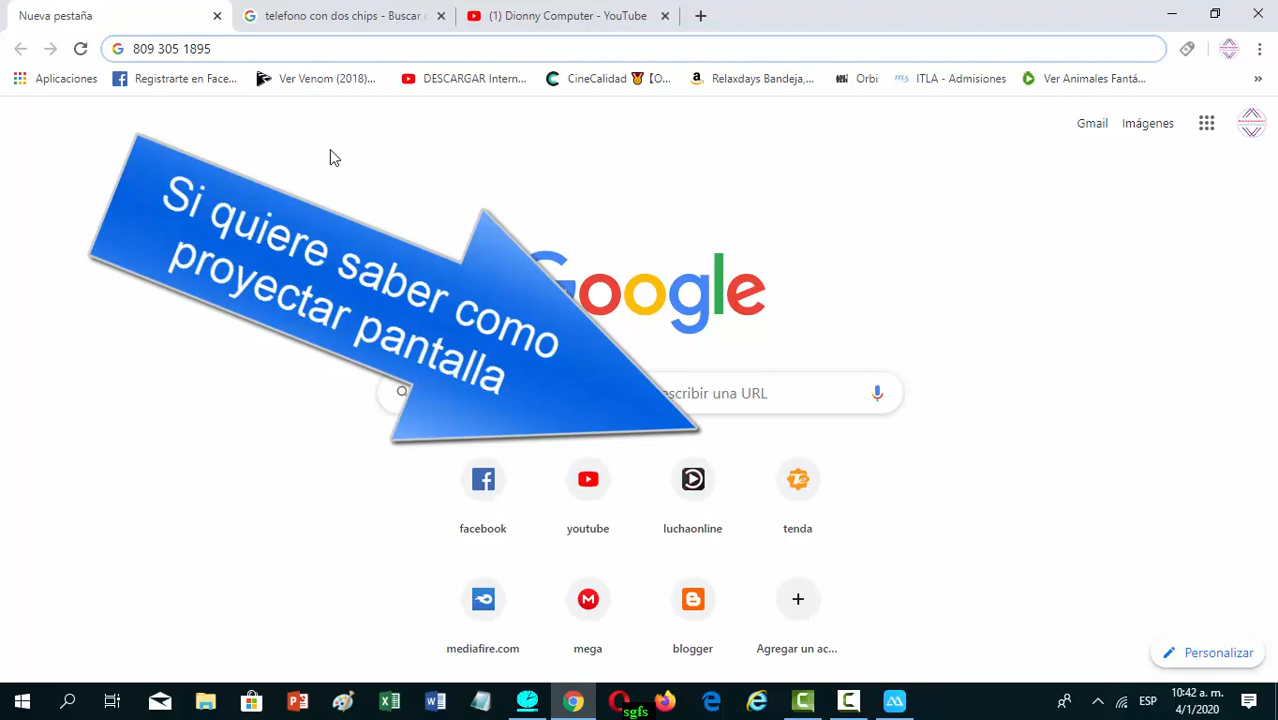 Nueva pestaña
telefono con dos chips - Buscar c
(1) Dionny Computer - YouTube
809 305 1895
Aplicaciones
Registrarte en Face...
Ver Venom (2018)...
DESCARGAR Intern...
CineCalidad 🏅【O...
Relaxdays Bandeja,...
Orbi
ITLA - Admisiones
Ver Animales Fantá...
»
Gmail
Imágenes
Si quiere saber como
proyectar pantalla
Google
scribir una URL
facebook
youtube
luchaonline
tenda
mediafire.com
mega
blogger
Agregar un ac...
Personalizar
ESP
10:42 a. m.
4/1/2020
sgfs